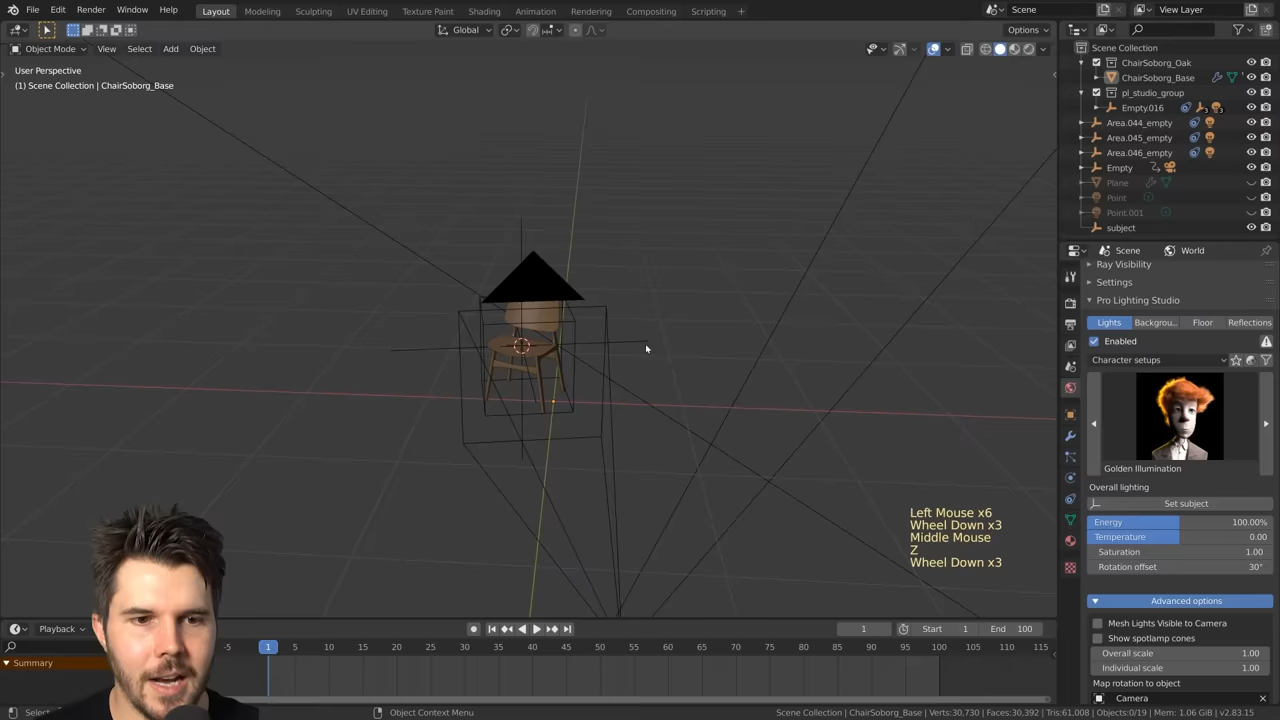 File Edit Render Window Help Layout Modeling Sculpting UV Editing Texture Paint Shading Animation Rendering Compositing Scripting + Scene View Layer
Global Options
Object Mode View Select Add Object
User Perspective
(1) Scene Collection | ChairSoborg_Base
Scene Collection
ChairSoborg_Oak
ChairSoborg_Base
pl_studio_group
Empty.016
Area.044_empty
Area.045_empty
Area.046_empty
Empty
Plane
Point
Point.001
subject
Scene World
Ray Visibility
Settings
Pro Lighting Studio
Lights Backgrou.. Floor Reflections
Enabled
Character setups
Golden Illumination
Overall lighting
Set subject
Energy 100.00%
Temperature 0.00
Saturation 1.00
Rotation offset 30°
Advanced options
Mesh Lights Visible to Camera
Show spotlamp cones
Overall scale 1.00
Individual scale 1.00
Map rotation to object
Camera
Left Mouse x6
Wheel Down x3
Middle Mouse
Z
Wheel Down x3
Playback 1 Start 1 End 100
-5 1 5 10 15 20 25 30 35 40 45 50 55 60 65 70 75 80 85 90 95 100 105 110 115
Summary
Select Object Context Menu Scene Collection | ChairSoborg_Base | Verts:30,730 | Faces:30,392 | Tris:61,008 | Objects:0/19 | Mem: 1.06 GiB | v2.83.15